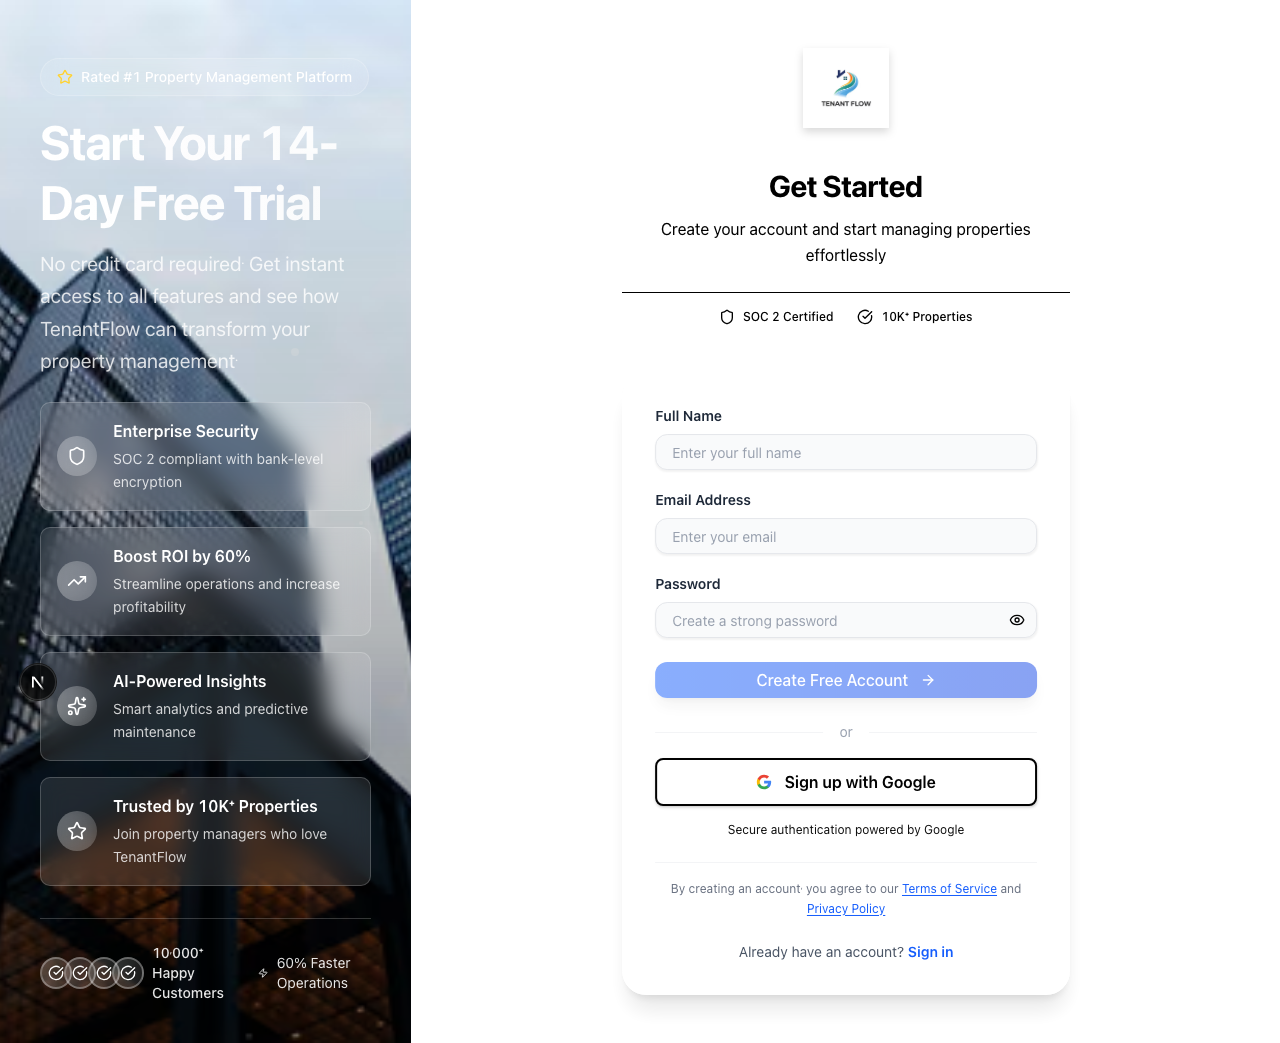 Rated #1 Property Management Platform
Start Your 14-
Day Free Trial
No credit card required· Get instant
access to all features and see how
TenantFlow can transform your
property management·
Enterprise Security
SOC 2 compliant with bank-level
encryption
Boost ROI by 60%
Streamline operations and increase
profitability
AI-Powered Insights
Smart analytics and predictive
maintenance
Trusted by 10K⁺ Properties
Join property managers who love
TenantFlow
10·000⁺
Happy
Customers
60% Faster
Operations
N
TENANT FLOW
Get Started
Create your account and start managing properties
effortlessly
SOC 2 Certified
10K⁺ Properties
Full Name
Enter your full name
Email Address
Enter your email
Password
Create a strong password
Create Free Account
or
Sign up with Google
Secure authentication powered by Google
By creating an account· you agree to our Terms of Service and
Privacy Policy
Already have an account? Sign in